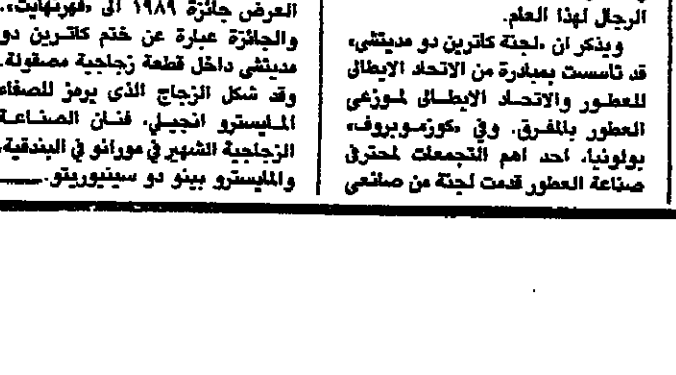 الرجال لهذا العام.
ويذكر ان «لجنة كاترين دو مديتشي»
قد تأسست بمبادرة من الاتحاد الايطالي
للعطور والاتحاد الايطالي لموزعي
العطور بالمفرق. وفي «كوزموبروف»
بولونيا، احد اهم التجمعات لمحترفي
صناعة العطور قدمت لجنة من صانعي
العرض جائزة ١٩٨٩ الى «فهرنهايت».
والجائزة عبارة عن ختم كاترين دو
مديتشي داخل قطعة زجاجية مصقولة.
وقد شكل الزجاج الذي يرمز للصفاء
المايسترو انجيلي، فنان الصناعة
الزجاجية الشهير في مورانو في البندقية،
والمايسترو بينو دو سينيوريتو.